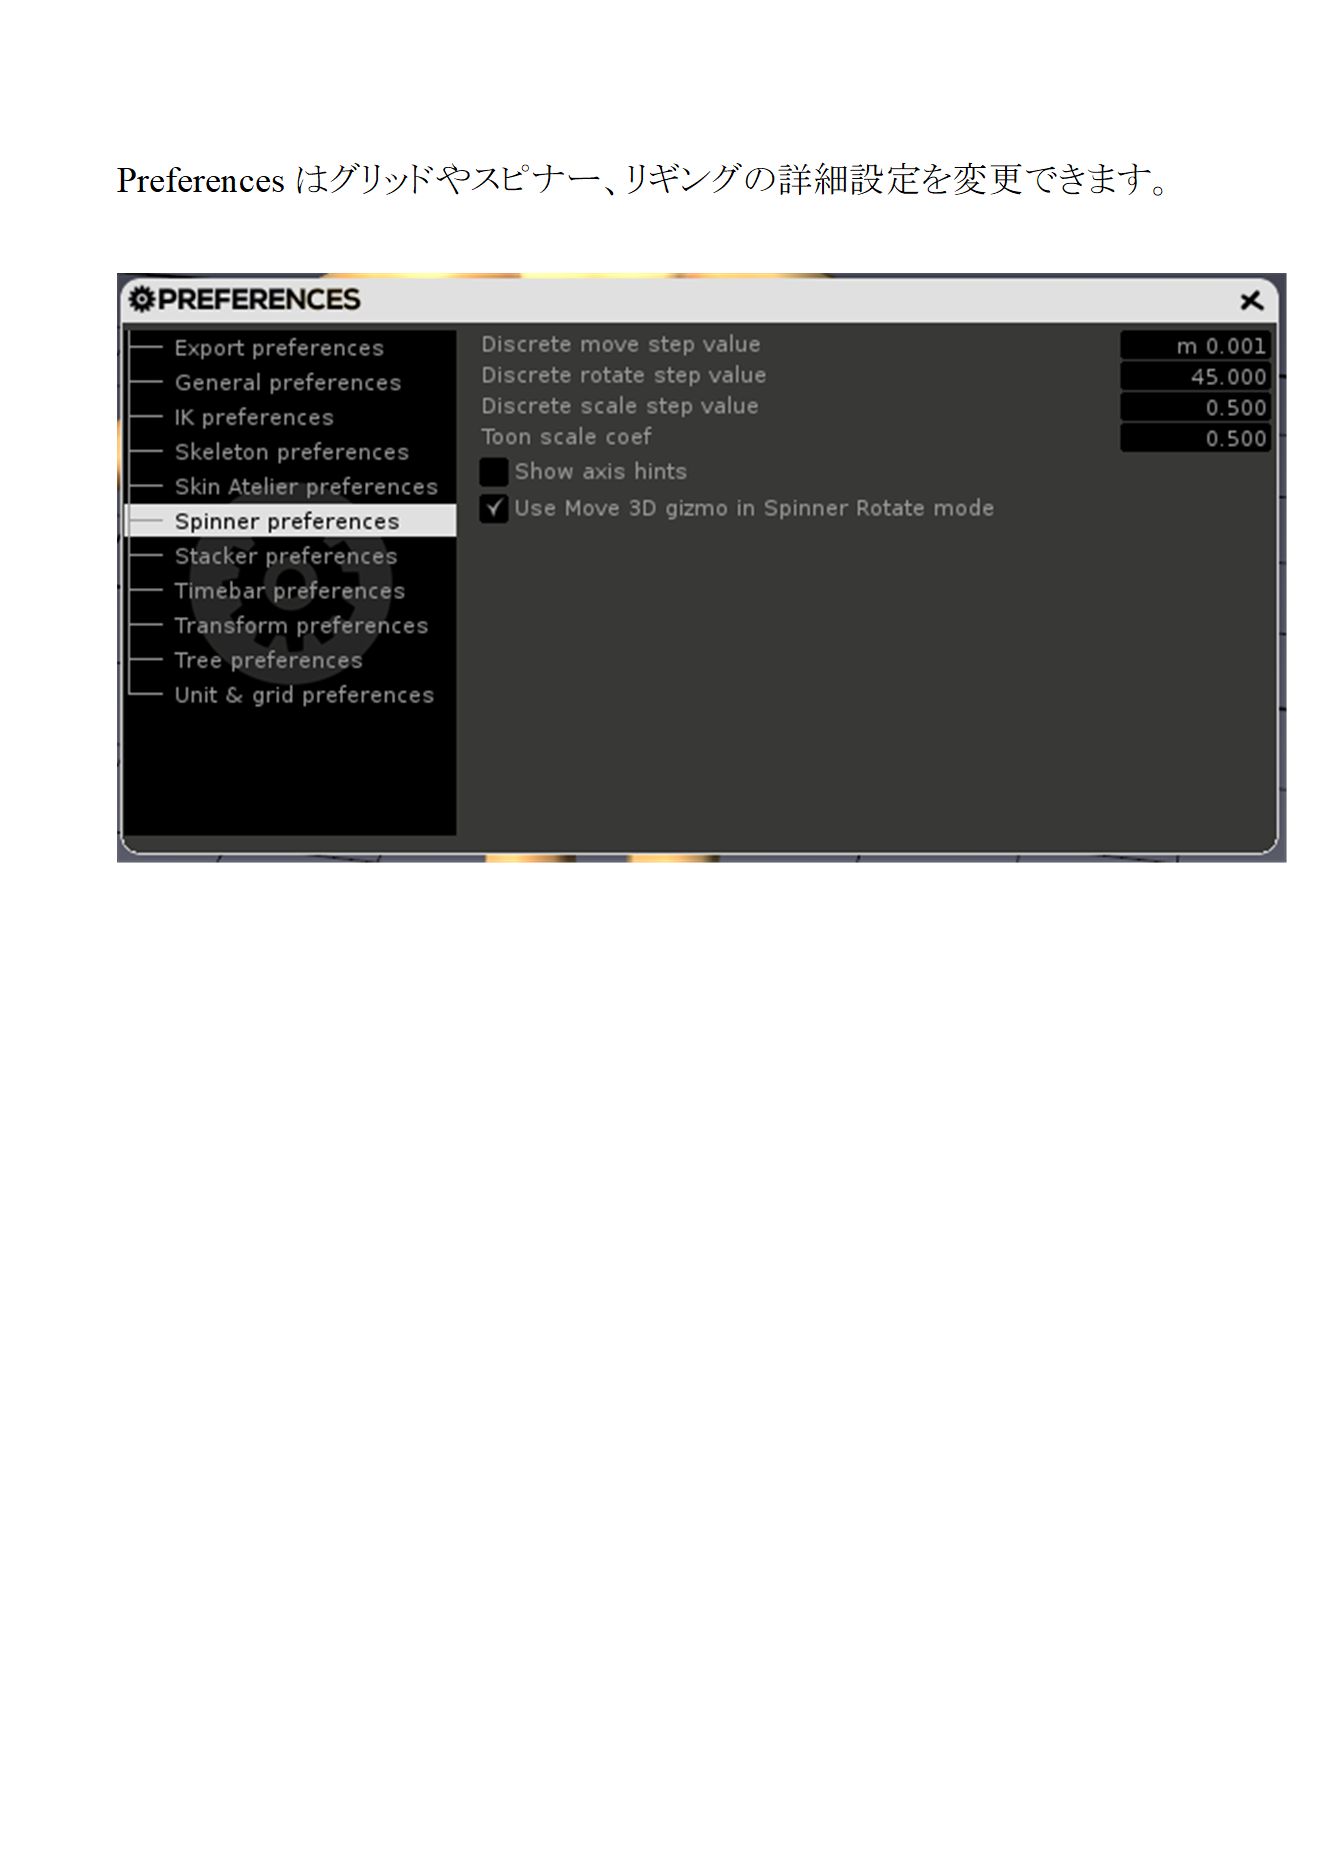 Preferences はグリッドやスピナー、リギングの詳細設定を変更できます。
PREFERENCES
Export preferences
General preferences
IK preferences
Skeleton preferences
Skin Atelier preferences
Spinner preferences
Stacker preferences
Timebar preferences
Transform preferences
Tree preferences
Unit & grid preferences
Discrete move step value m 0.001
Discrete rotate step value 45.000
Discrete scale step value 0.500
Toon scale coef 0.500
Show axis hints
Use Move 3D gizmo in Spinner Rotate mode